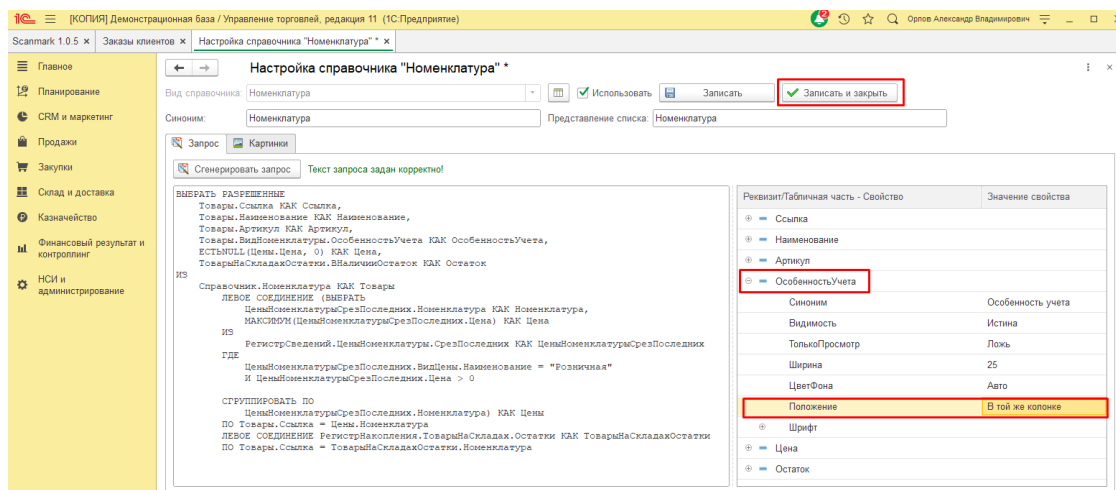 1С [КОПИЯ] Демонстрационная база / Управление торговлей, редакция 11 (1С:Предприятие) 2 Орлов Александр Владимирович
Scanmark 1.0.5 × Заказы клиентов × Настройка справочника "Номенклатура" * ×
Главное
Планирование
CRM и маркетинг
Продажи
Закупки
Склад и доставка
Казначейство
Финансовый результат и
контроллинг
НСИ и
администрирование
Настройка справочника "Номенклатура" *
Вид справочника: Номенклатура Использовать Записать Записать и закрыть
Синоним: Номенклатура Представление списка: Номенклатура
Запрос Картинки
Сгенерировать запрос Текст запроса задан корректно!
ВЫБРАТЬ РАЗРЕШЕННЫЕ
Товары.Ссылка КАК Ссылка,
Товары.Наименование КАК Наименование,
Товары.Артикул КАК Артикул,
Товары.ВидНоменклатуры.ОсобенностьУчета КАК ОсобенностьУчета,
ЕСТЬNULL(Цены.Цена, 0) КАК Цена,
ТоварыНаСкладахОстатки.ВНаличииОстаток КАК Остаток
ИЗ
Справочник.Номенклатура КАК Товары
ЛЕВОЕ СОЕДИНЕНИЕ (ВЫБРАТЬ
ЦеныНоменклатурыСрезПоследних.Номенклатура КАК Номенклатура,
МАКСИМУМ(ЦеныНоменклатурыСрезПоследних.Цена) КАК Цена
ИЗ
РегистрСведений.ЦеныНоменклатуры.СрезПоследних КАК ЦеныНоменклатурыСрезПоследних
ГДЕ
ЦеныНоменклатурыСрезПоследних.ВидЦены.Наименование = "Розничная"
И ЦеныНоменклатурыСрезПоследних.Цена > 0
СГРУППИРОВАТЬ ПО
ЦеныНоменклатурыСрезПоследних.Номенклатура) КАК Цены
ПО Товары.Ссылка = Цены.Номенклатура
ЛЕВОЕ СОЕДИНЕНИЕ РегистрНакопления.ТоварыНаСкладах.Остатки КАК ТоварыНаСкладахОстатки
ПО Товары.Ссылка = ТоварыНаСкладахОстатки.Номенклатура
Реквизит/Табличная часть - Свойство Значение свойства
Ссылка
Наименование
Артикул
ОсобенностьУчета
Синоним Особенность учета
Видимость Истина
ТолькоПросмотр Ложь
Ширина 25
ЦветФона Авто
Положение В той же колонке
Шрифт
Цена
Остаток